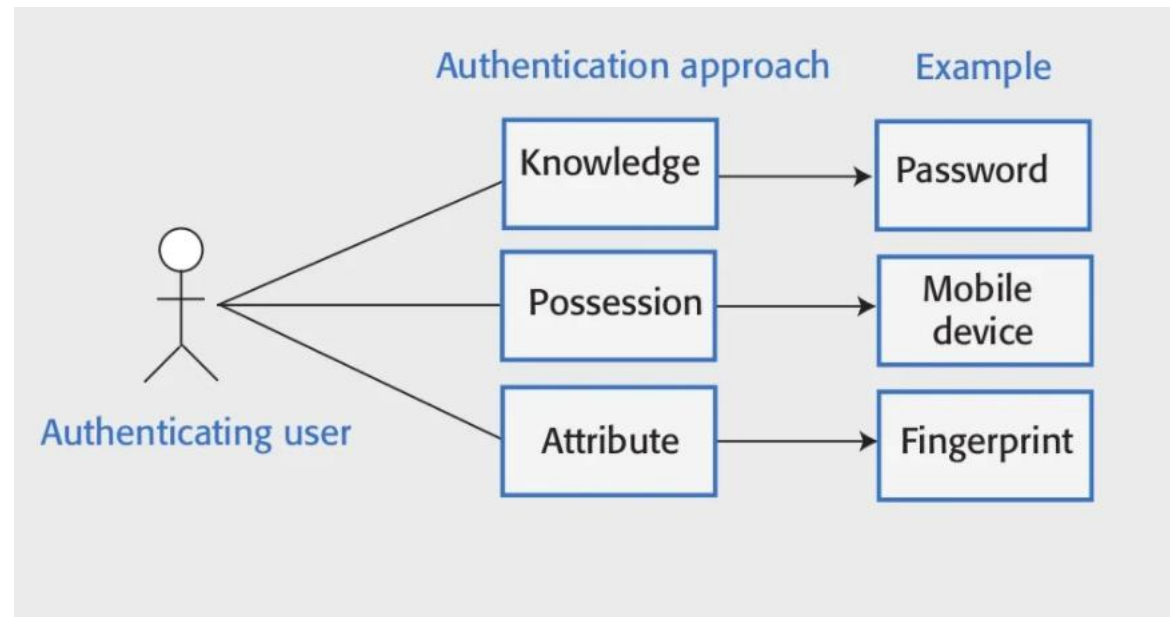 Authentication approach
Example
Knowledge
Password
Possession
Mobile
device
Attribute
Fingerprint
Authenticating user